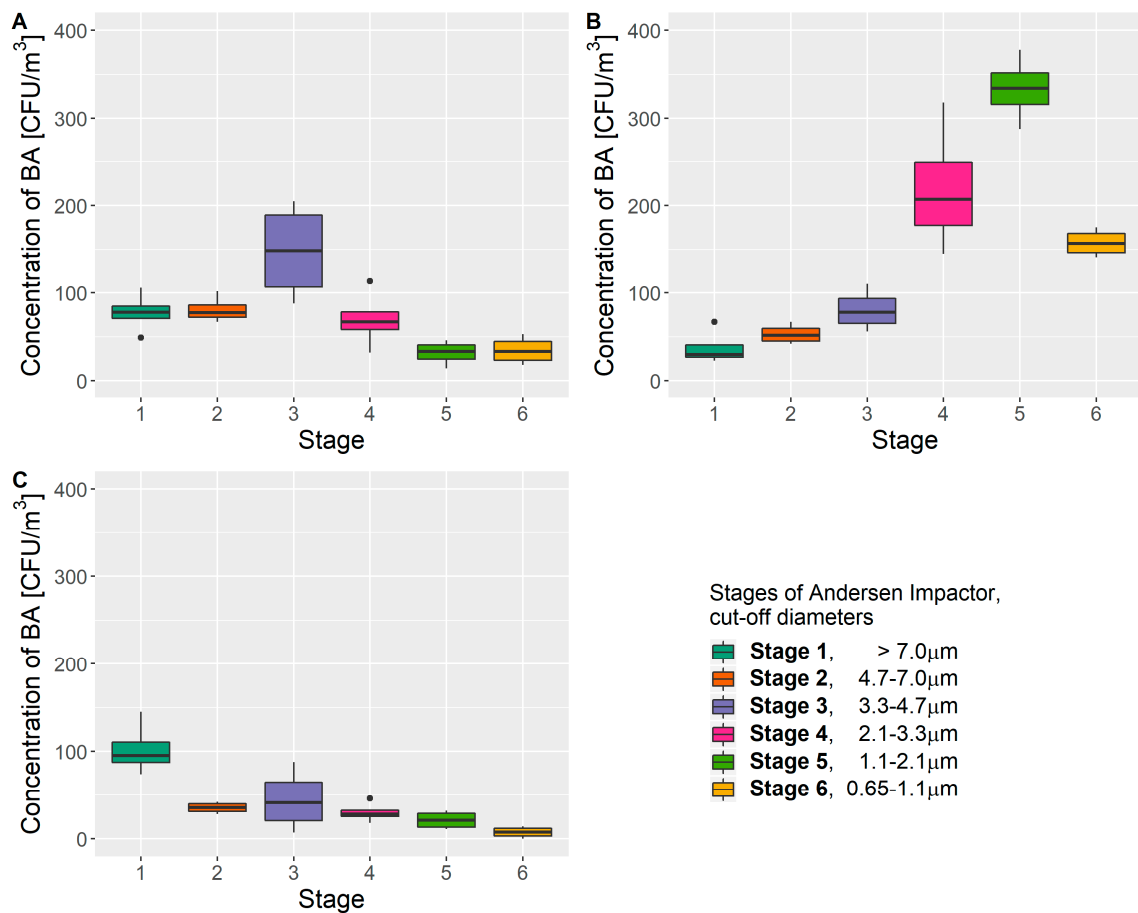 A
Concentration of BA [CFU/m³]
400
300
200
100
0
1 2 3 4 5 6
Stage
B
Concentration of BA [CFU/m³]
400
300
200
100
0
1 2 3 4 5 6
Stage
C
Concentration of BA [CFU/m³]
400
300
200
100
0
1 2 3 4 5 6
Stage
Stages of Andersen Impactor,
cut-off diameters
Stage 1, > 7.0µm
Stage 2, 4.7-7.0µm
Stage 3, 3.3-4.7µm
Stage 4, 2.1-3.3µm
Stage 5, 1.1-2.1µm
Stage 6, 0.65-1.1µm